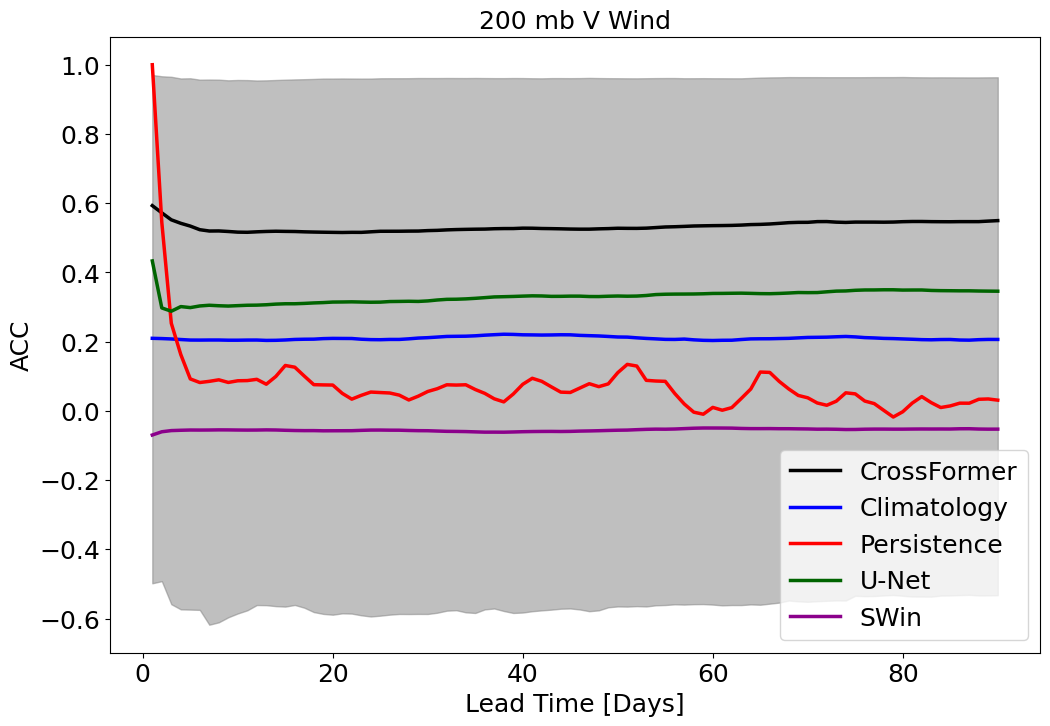 200 mb V Wind
1.0
0.8
0.6
0.4
0.2
0.0
−0.2
−0.4
−0.6
ACC
0
20
40
60
80
Lead Time [Days]
CrossFormer
Climatology
Persistence
U-Net
SWin